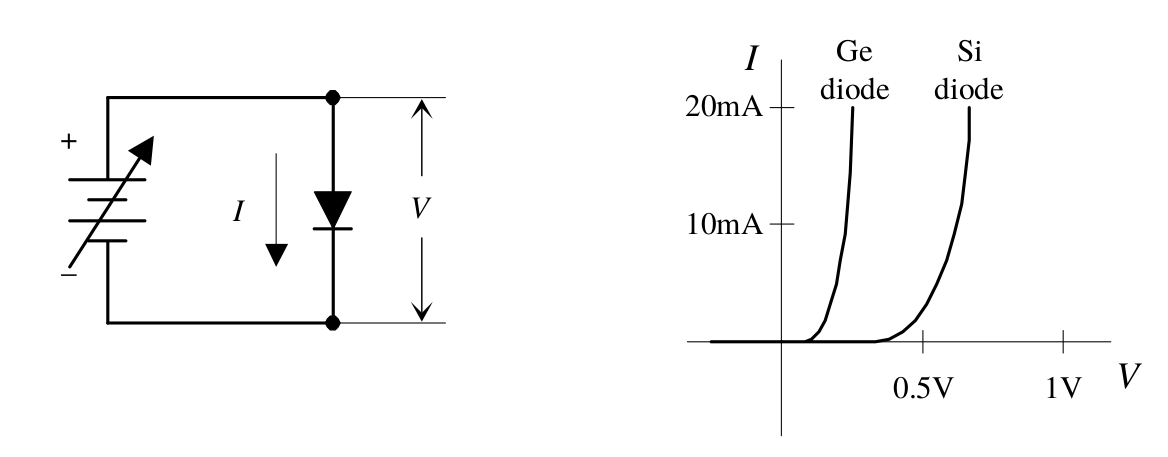 +
I
V
−
I
Ge
diode
Si
diode
20mA
10mA
0.5V
1V
V